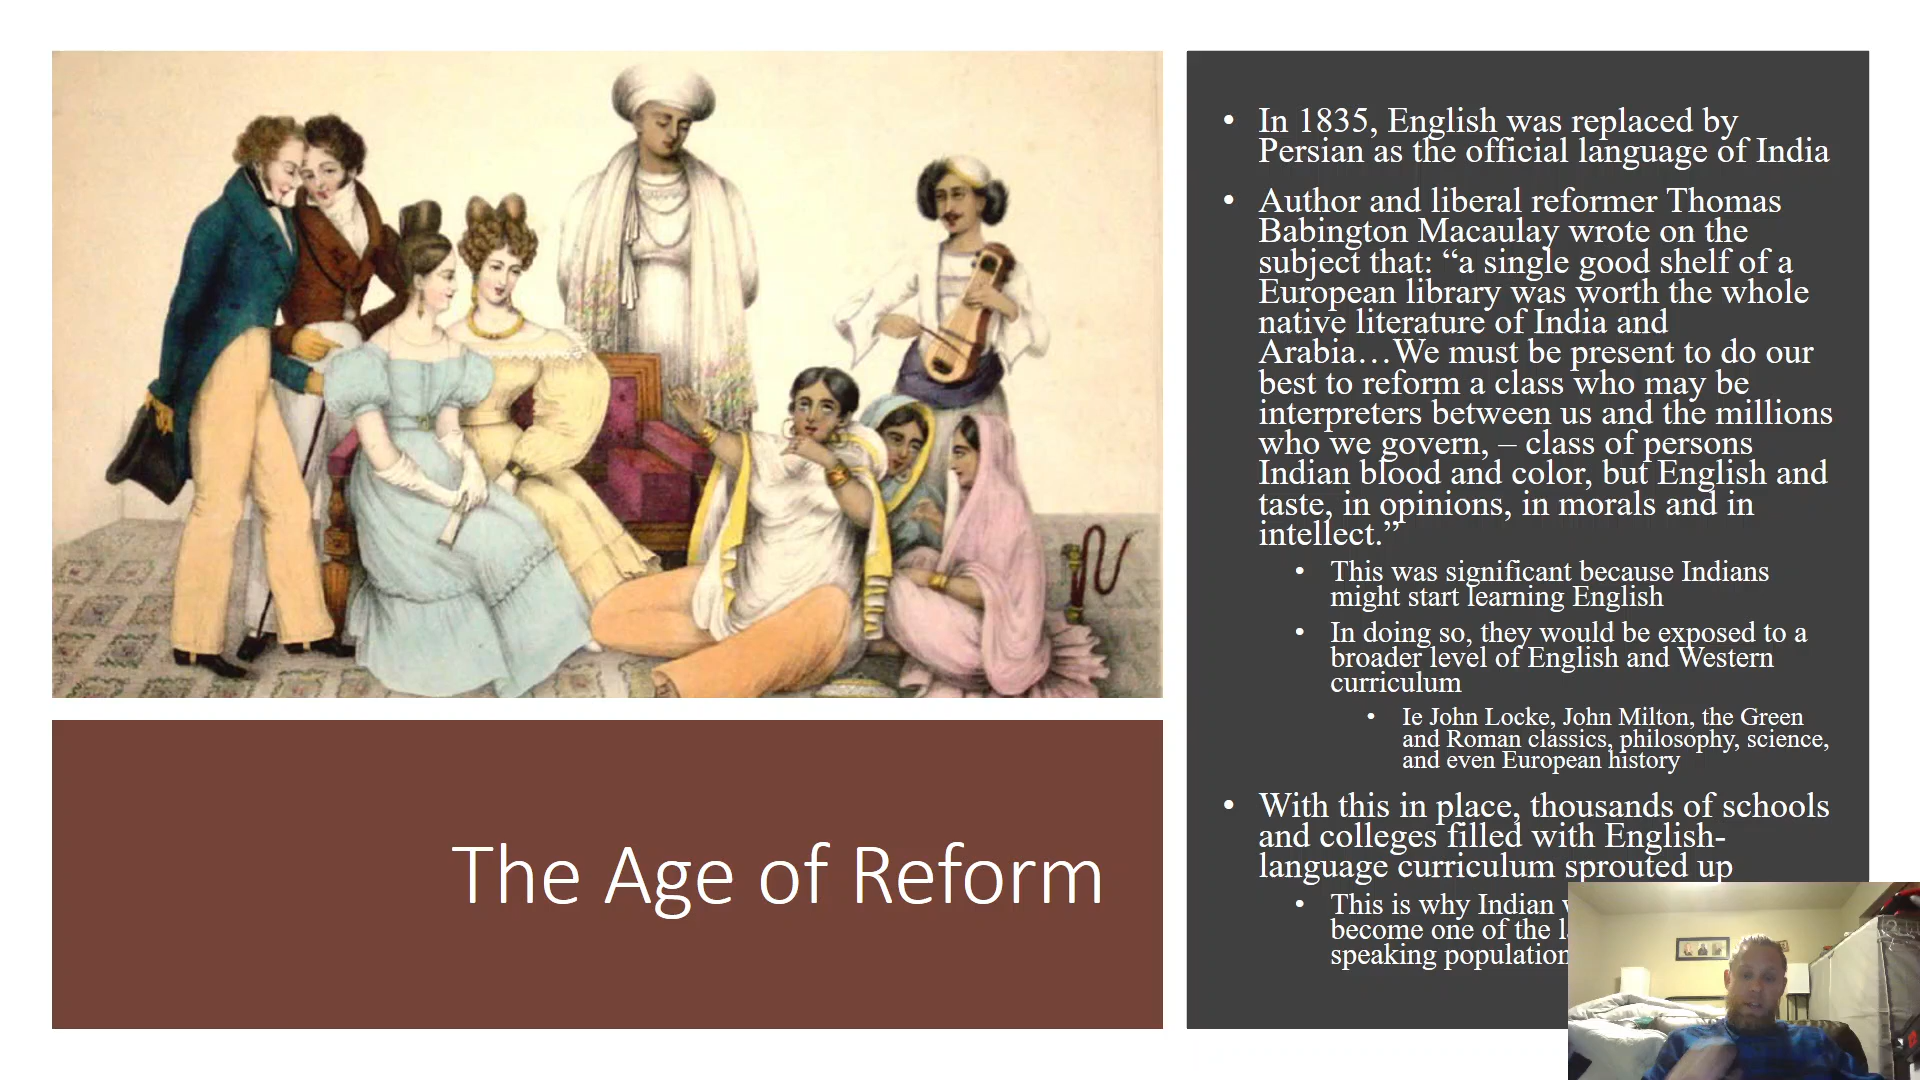 In 1835, English was replaced by
Persian as the official language of India
Author and liberal reformer Thomas
Babington Macaulay wrote on the
subject that: “a single good shelf of a
European library was worth the whole
native literature of India and
Arabia…We must be present to do our
best to reform a class who may be
interpreters between us and the millions
who we govern, – class of persons
Indian blood and color, but English and
taste, in opinions, in morals and in
intellect.”
This was significant because Indians
might start learning English
In doing so, they would be exposed to a
broader level of English and Western
curriculum
Ie John Locke, John Milton, the Green
and Roman classics, philosophy, science,
and even European history
With this in place, thousands of schools
and colleges filled with English-
language curriculum sprouted up
This is why Indian
become one of the
speaking population
The Age of Reform